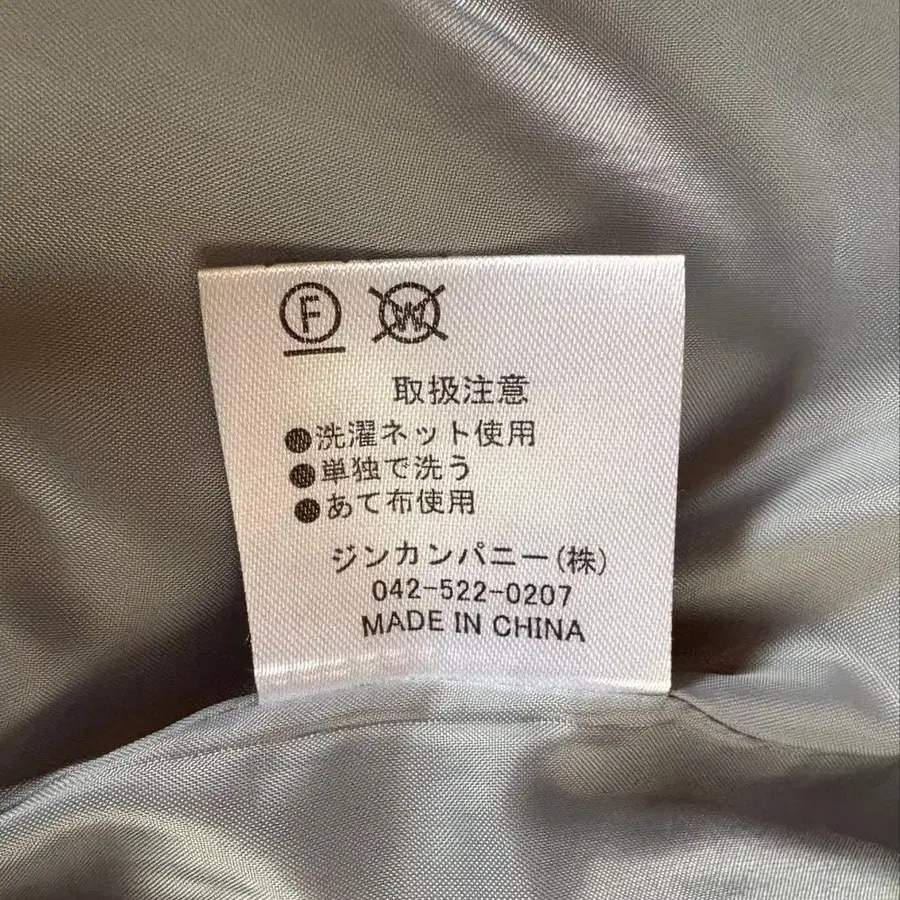 F W
取扱注意
●洗濯ネット使用
●単独で洗う
●あて布使用
ジンカンパニー(株)
042-522-0207
MADE IN CHINA